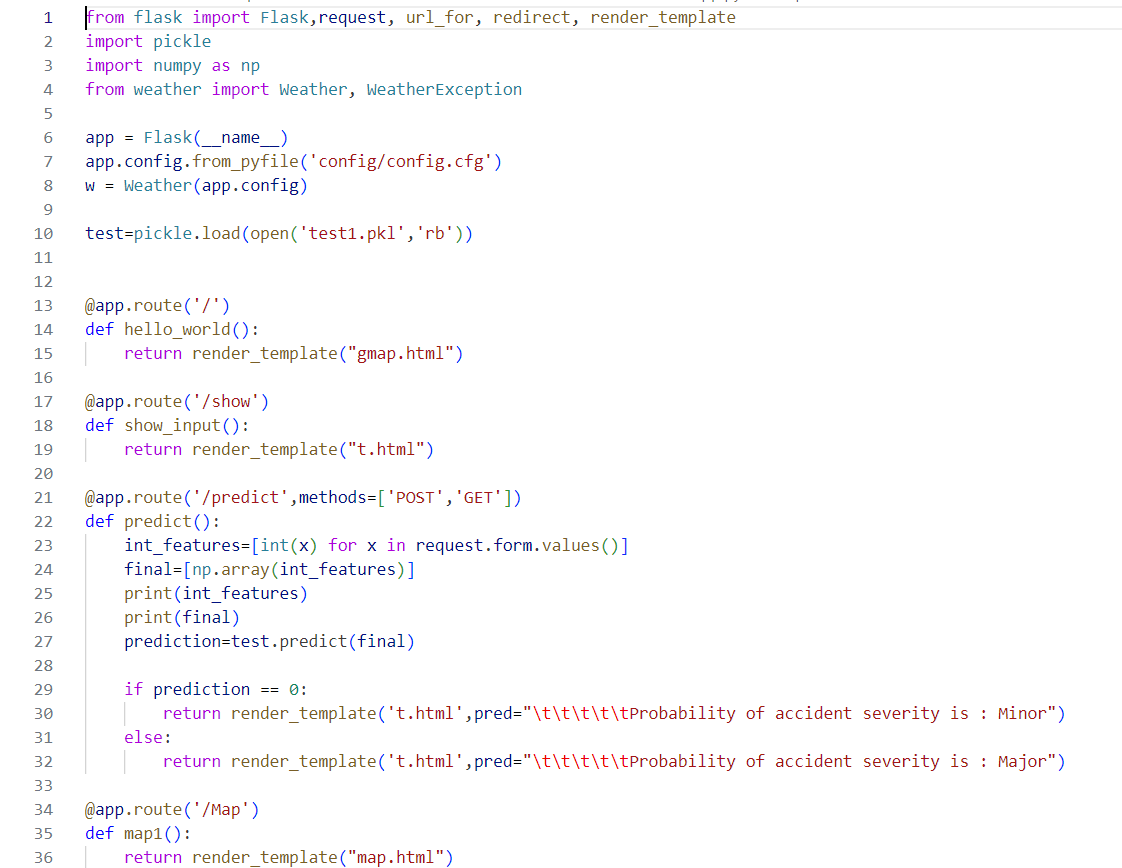 1 from flask import Flask,request, url_for, redirect, render_template
2 import pickle
3 import numpy as np
4 from weather import Weather, WeatherException
5
6 app = Flask(__name__)
7 app.config.from_pyfile('config/config.cfg')
8 w = Weather(app.config)
9
10 test=pickle.load(open('test1.pkl','rb'))
11
12
13 @app.route('/')
14 def hello_world():
15     return render_template("gmap.html")
16
17 @app.route('/show')
18 def show_input():
19     return render_template("t.html")
20
21 @app.route('/predict',methods=['POST','GET'])
22 def predict():
23     int_features=[int(x) for x in request.form.values()]
24     final=[np.array(int_features)]
25     print(int_features)
26     print(final)
27     prediction=test.predict(final)
28
29     if prediction == 0:
30         return render_template('t.html',pred="\t\t\t\t\tProbability of accident severity is : Minor")
31     else:
32         return render_template('t.html',pred="\t\t\t\t\tProbability of accident severity is : Major")
33
34 @app.route('/Map')
35 def map1():
36     return render_template("map.html")